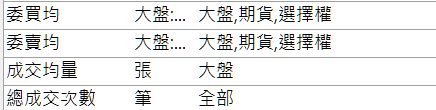 委買均 大盤:... 大盤,期貨,選擇權
委賣均 大盤:... 大盤,期貨,選擇權
成交均量 張 大盤
總成交次數 筆 全部